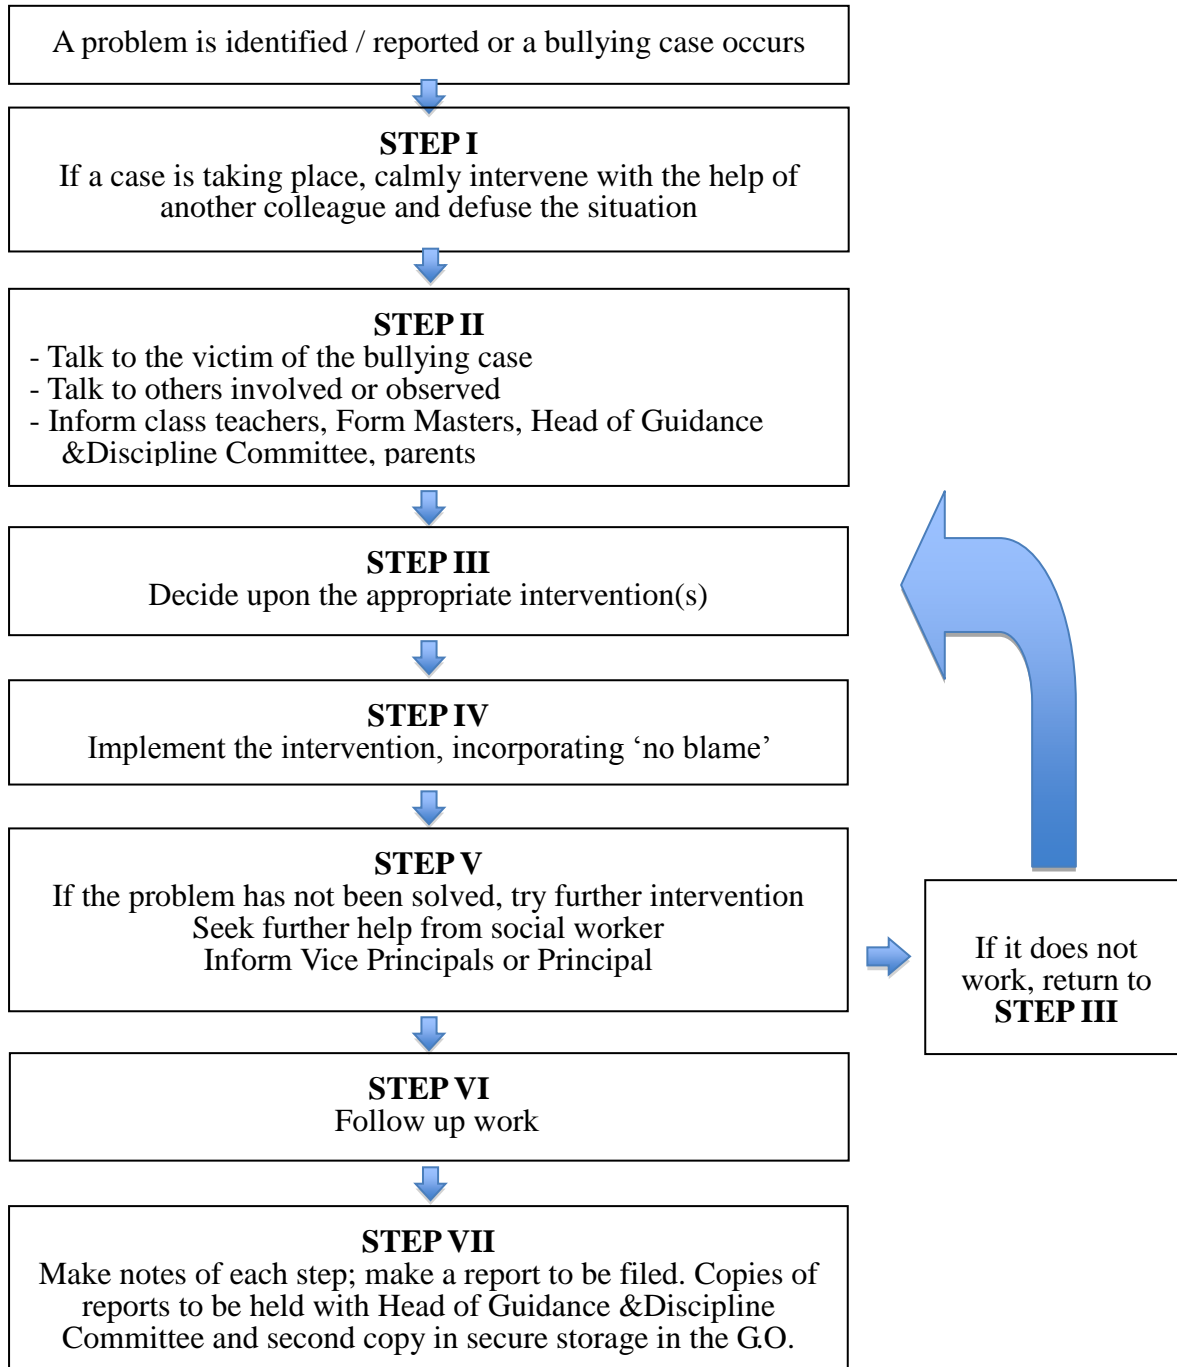 A problem is identified / reported or a bullying case occurs
STEP I
If a case is taking place, calmly intervene with the help of
another colleague and defuse the situation
STEP II
- Talk to the victim of the bullying case
- Talk to others involved or observed
- Inform class teachers, Form Masters, Head of Guidance
&Discipline Committee, parents
STEP III
Decide upon the appropriate intervention(s)
STEP IV
Implement the intervention, incorporating ‘no blame’
STEP V
If the problem has not been solved, try further intervention
Seek further help from social worker
Inform Vice Principals or Principal
If it does not
work, return to
STEP III
STEP VI
Follow up work
STEP VII
Make notes of each step; make a report to be filed. Copies of
reports to be held with Head of Guidance &Discipline
Committee and second copy in secure storage in the G.O.